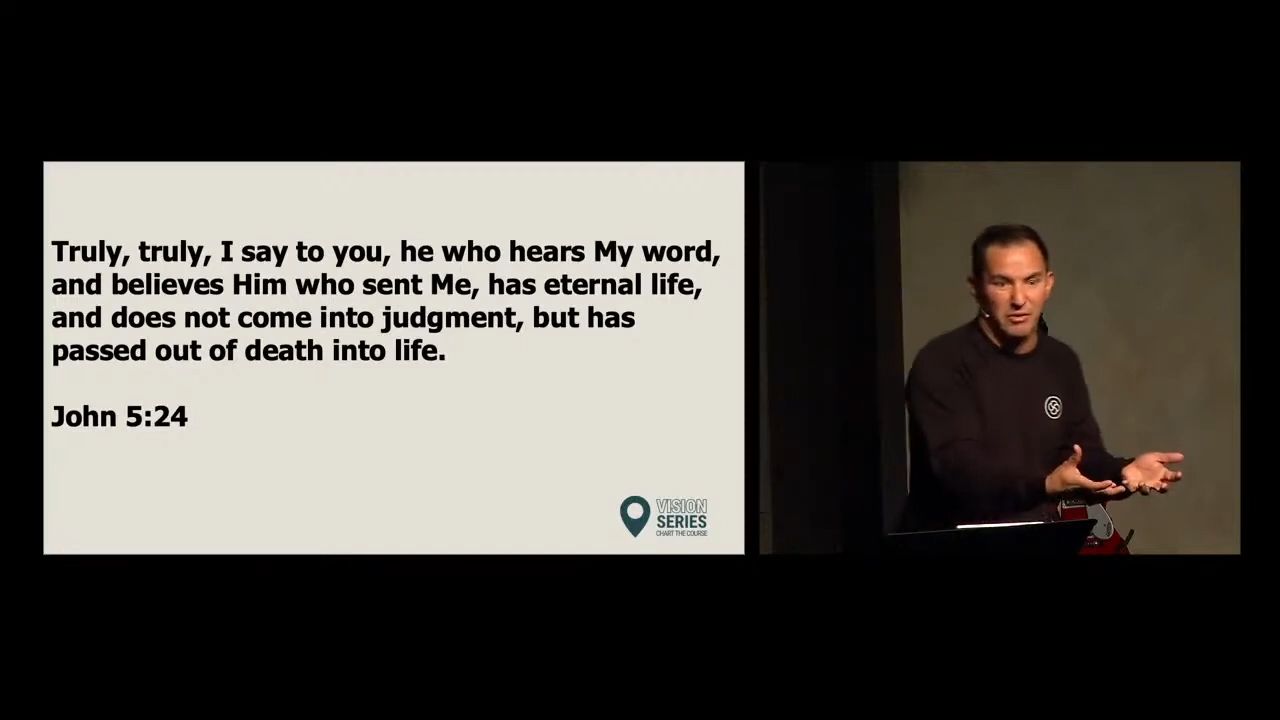 Truly, truly, I say to you, he who hears My word,
and believes Him who sent Me, has eternal life,
and does not come into judgment, but has
passed out of death into life.
John 5:24
VISION
SERIES
CHART THE COURSE